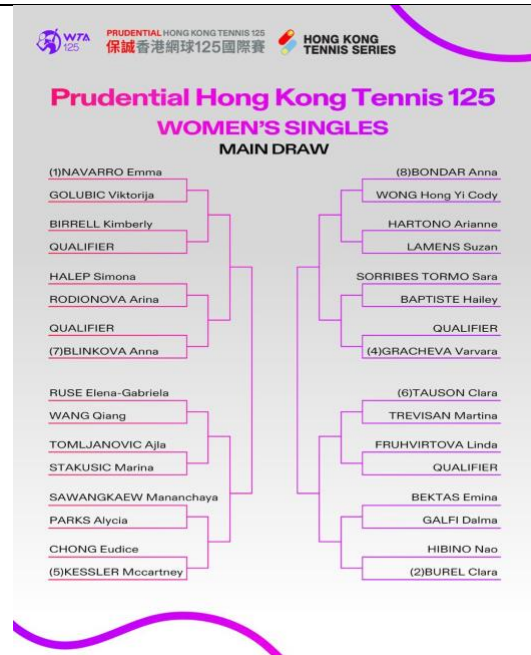 WTA
125
PRUDENTIAL HONG KONG TENNIS 125
保誠香港網球125國際賽
HONG KONG
TENNIS SERIES
Prudential Hong Kong Tennis 125
WOMEN'S SINGLES
MAIN DRAW
(1)NAVARRO Emma
GOLUBIC Viktorija
BIRRELL Kimberly
QUALIFIER
HALEP Simona
RODIONOVA Arina
QUALIFIER
(7)BLINKOVA Anna
RUSE Elena-Gabriela
WANG Qiang
TOMLJANOVIC Ajla
STAKUSIC Marina
SAWANGKAEW Mananchaya
PARKS Alycia
CHONG Eudice
(5)KESSLER Mccartney
(8)BONDAR Anna
WONG Hong Yi Cody
HARTONO Arianne
LAMENS Suzan
SORRIBES TORMO Sara
BAPTISTE Hailey
QUALIFIER
(4)GRACHEVA Varvara
(6)TAUSON Clara
TREVISAN Martina
FRUHVIRTOVA Linda
QUALIFIER
BEKTAS Emina
GALFI Dalma
HIBINO Nao
(2)BUREL Clara